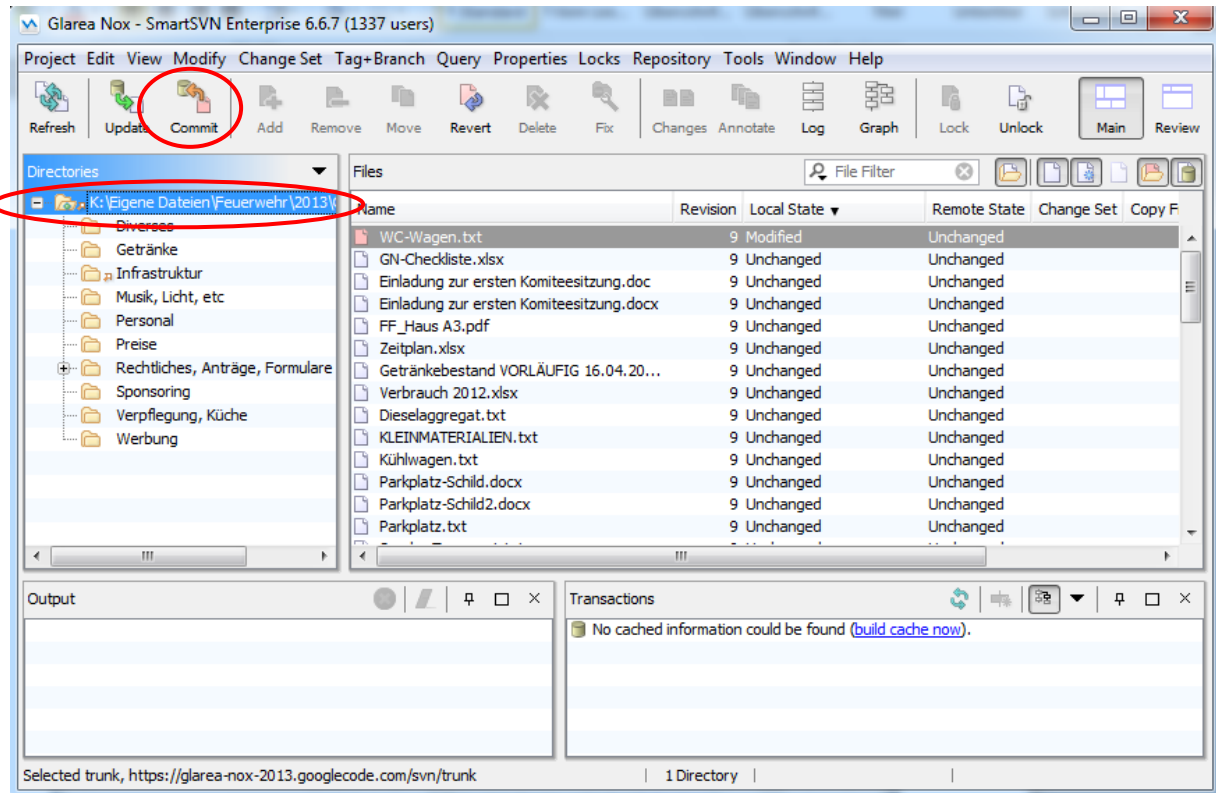 Glarea Nox - SmartSVN Enterprise 6.6.7 (1337 users)
Project Edit View Modify Change Set Tag+Branch Query Properties Locks Repository Tools Window Help
Refresh Update Commit Add Remove Move Revert Delete Fix Changes Annotate Log Graph Lock Unlock Main Review
Directories
K:\Eigene Dateien\Feuerwehr\2013\
Diverses
Getränke
Infrastruktur
Musik, Licht, etc
Personal
Preise
Rechtliches, Anträge, Formulare
Sponsoring
Verpflegung, Küche
Werbung
Files File Filter
Name Revision Local State Remote State Change Set Copy F
WC-Wagen.txt 9 Modified Unchanged
GN-Checkliste.xlsx 9 Unchanged Unchanged
Einladung zur ersten Komiteesitzung.doc 9 Unchanged Unchanged
Einladung zur ersten Komiteesitzung.docx 9 Unchanged Unchanged
FF_Haus A3.pdf 9 Unchanged Unchanged
Zeitplan.xlsx 9 Unchanged Unchanged
Getränkebestand VORLÄUFIG 16.04.20... 9 Unchanged Unchanged
Verbrauch 2012.xlsx 9 Unchanged Unchanged
Dieselaggregat.txt 9 Unchanged Unchanged
KLEINMATERIALIEN.txt 9 Unchanged Unchanged
Kühlwagen.txt 9 Unchanged Unchanged
Parkplatz-Schild.docx 9 Unchanged Unchanged
Parkplatz-Schild2.docx 9 Unchanged Unchanged
Parkplatz.txt 9 Unchanged Unchanged
Output
Transactions
No cached information could be found (build cache now).
Selected trunk, https://glarea-nox-2013.googlecode.com/svn/trunk 1 Directory